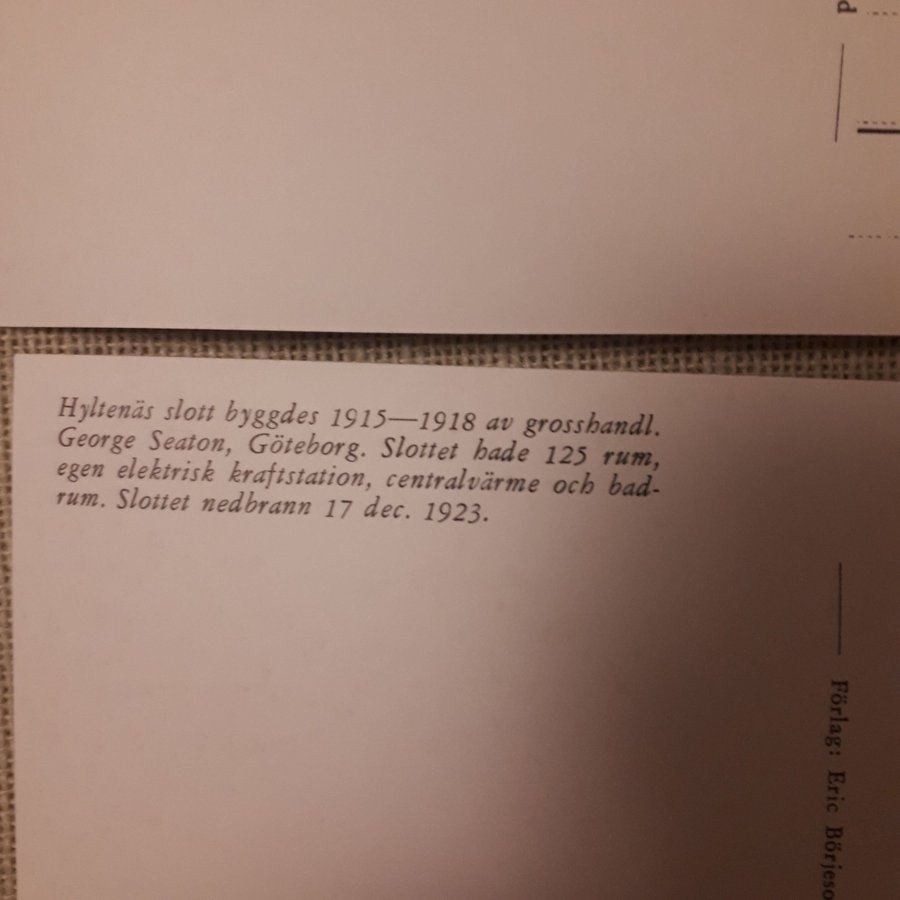 Hyltenäs slott byggdes 1915—1918 av grosshandl.
George Seaton, Göteborg. Slottet hade 125 rum,
egen elektrisk kraftstation, centralvärme och bad-
rum. Slottet nedbrann 17 dec. 1923.
Förlag: Eric